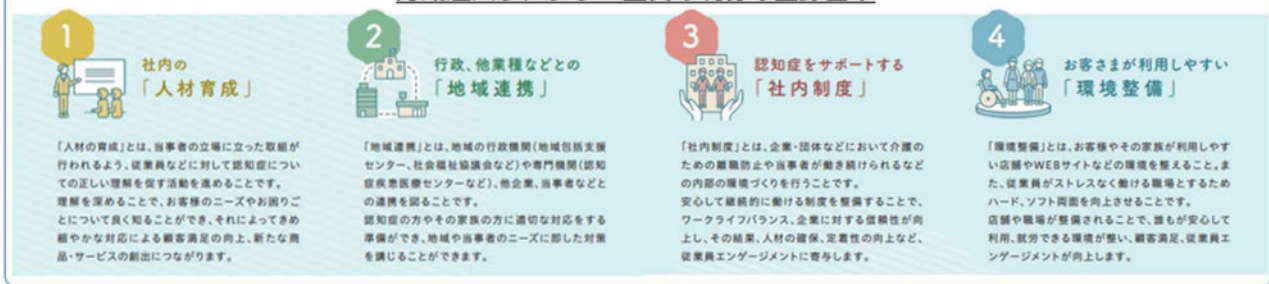 1
社内の
「人材育成」
「人材の育成」とは、当事者の立場に立った取組が
行われるよう、従業員などに対して認知症につい
ての正しい理解を促す活動を進めることです。
理解を深めることで、お客様のニーズやお困りご
とについて良く知ることができ、それによってきめ
細やかな対応による顧客満足の向上、新たな商
品・サービスの創出につながります。
2
行政、他業種などとの
「地域連携」
「地域連携」とは、地域の行政機関(地域包括支援
センター、社会福祉協議会など)や専門機関(認知
症疾患医療センターなど)、他企業、当事者などと
の連携を図ることです。
認知症の方やその家族の方に適切な対応をする
準備ができ、地域や当事者のニーズに即した対策
を講じることができます。
3
認知症をサポートする
「社内制度」
「社内制度」とは、企業・団体などにおいて介護の
ための離職防止や当事者が働き続けられるなど
の内部の環境づくりを行うことです。
安心して継続的に働ける制度を整備することで、
ワークライフバランス、企業に対する信頼性が向
上し、その結果、人材の確保、定着性の向上など、
従業員エンゲージメントに寄与します。
4
お客さまが利用しやすい
「環境整備」
「環境整備」とは、お客様やその家族が利用しやす
い店舗やWEBサイトなどの環境を整えること。ま
た、従業員がストレスなく働ける職場とするため
ハード、ソフト両面を向上させることです。
店舗や職場が整備されることで、誰もが安心して
利用、就労できる環境が整い、顧客満足、従業員エ
ンゲージメントが向上します。